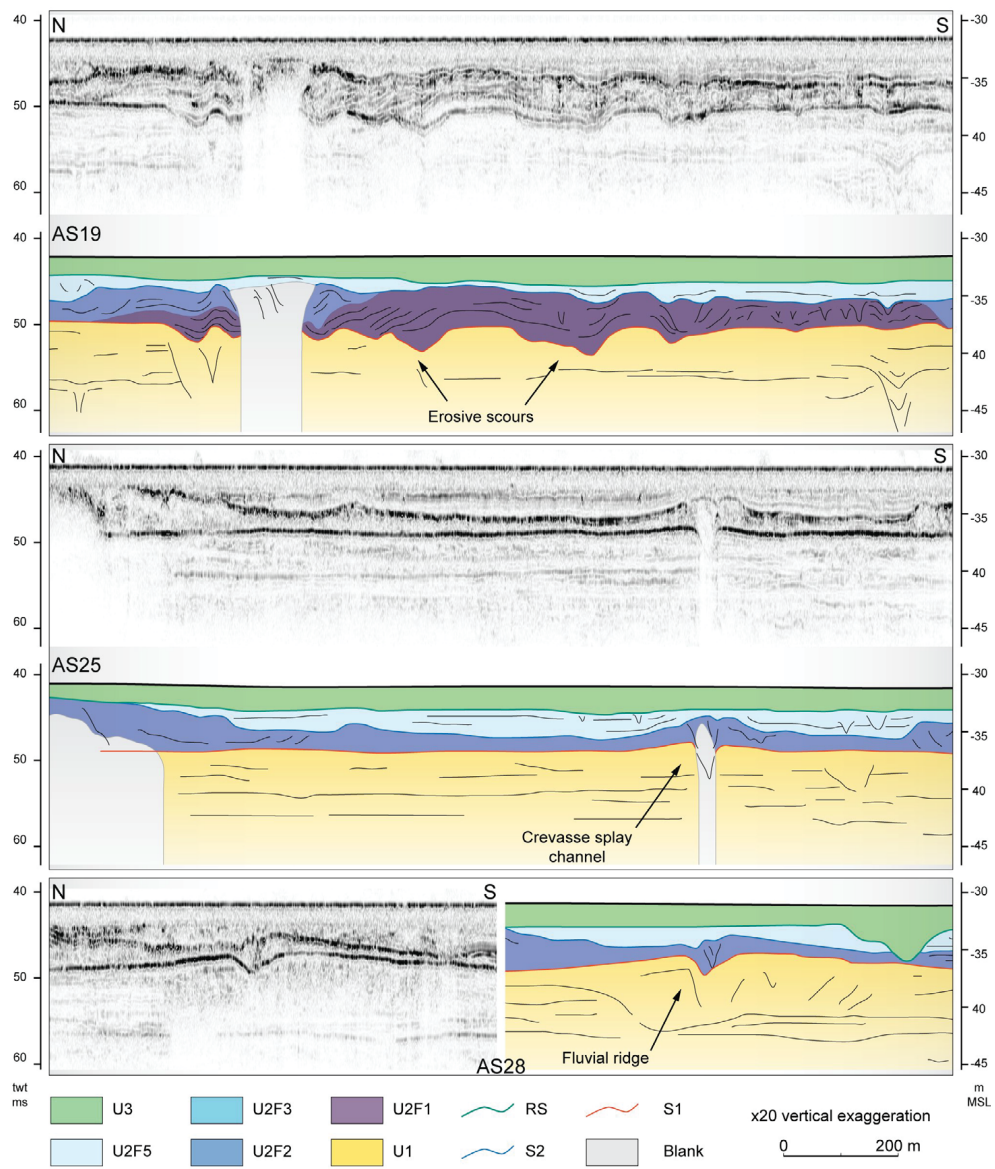 N S
40 -30
-35
50
-40
60 -45
AS19
40 -30
-35
50
-40
60 -45
Erosive scours
N S
40 -30
-35
50
-40
60 -45
AS25
40 -30
-35
50
-40
60 -45
Crevasse splay
channel
N S
40 -30
-35
50
-40
60 -45
AS28
Fluvial ridge
twt
ms
m
MSL
U3 U2F3 U2F1 RS S1
x20 vertical exaggeration
U2F5 U2F2 U1 S2 Blank
0 200 m